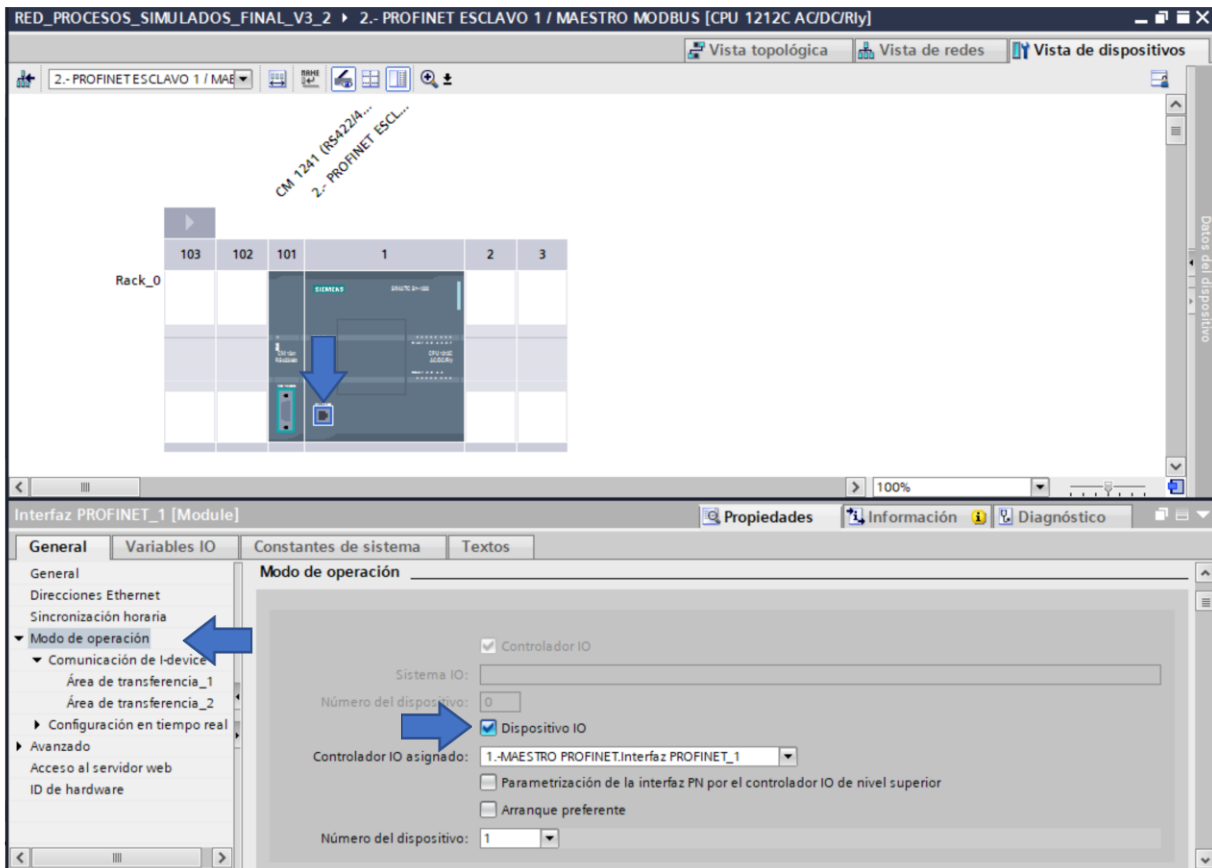 RED_PROCESOS_SIMULADOS_FINAL_V3_2 ▸ 2.- PROFINET ESCLAVO 1 / MAESTRO MODBUS [CPU 1212C AC/DC/Rly]
Vista topológica
Vista de redes
Vista de dispositivos
2.- PROFINET ESCLAVO 1 / MAE
CM 1241 (RS422/4...
2.- PROFINET ESCL...
103 102 101 1 2 3
Rack_0
SIEMENS
Datos del dispositivo
100%
Interfaz PROFINET_1 [Module]
Propiedades
Información
Diagnóstico
General
Variables IO
Constantes de sistema
Textos
General
Direcciones Ethernet
Sincronización horaria
Modo de operación
Comunicación de I-device
Área de transferencia_1
Área de transferencia_2
Configuración en tiempo real
Avanzado
Acceso al servidor web
ID de hardware
Modo de operación
Controlador IO
Sistema IO:
Número del dispositivo: 0
Dispositivo IO
Controlador IO asignado: 1.-MAESTRO PROFINET.Interfaz PROFINET_1
Parametrización de la interfaz PN por el controlador IO de nivel superior
Arranque preferente
Número del dispositivo: 1